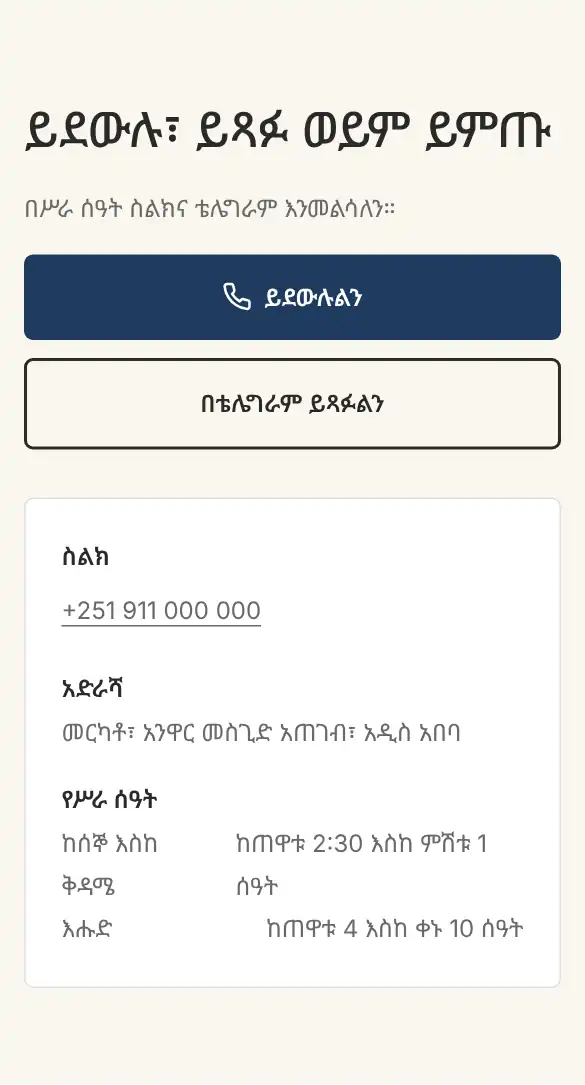 ይደውሉ፣ ይጻፉ ወይም ይምጡ
በሥራ ሰዓት ስልክና ቴሌግራም እንመልሳለን።
ይደውሉልን
በቴሌግራም ይጻፉልን
ስልክ
+251 911 000 000
አድራሻ
መርካቶ፣ አንዋር መስጊድ አጠገብ፣ አዲስ አበባ
የሥራ ሰዓት
ከሰኞ እስከ ቅዳሜ
ከጠዋቱ 2:30 እስከ ምሽቱ 1 ሰዓት
እሑድ
ከጠዋቱ 4 እስከ ቀኑ 10 ሰዓት